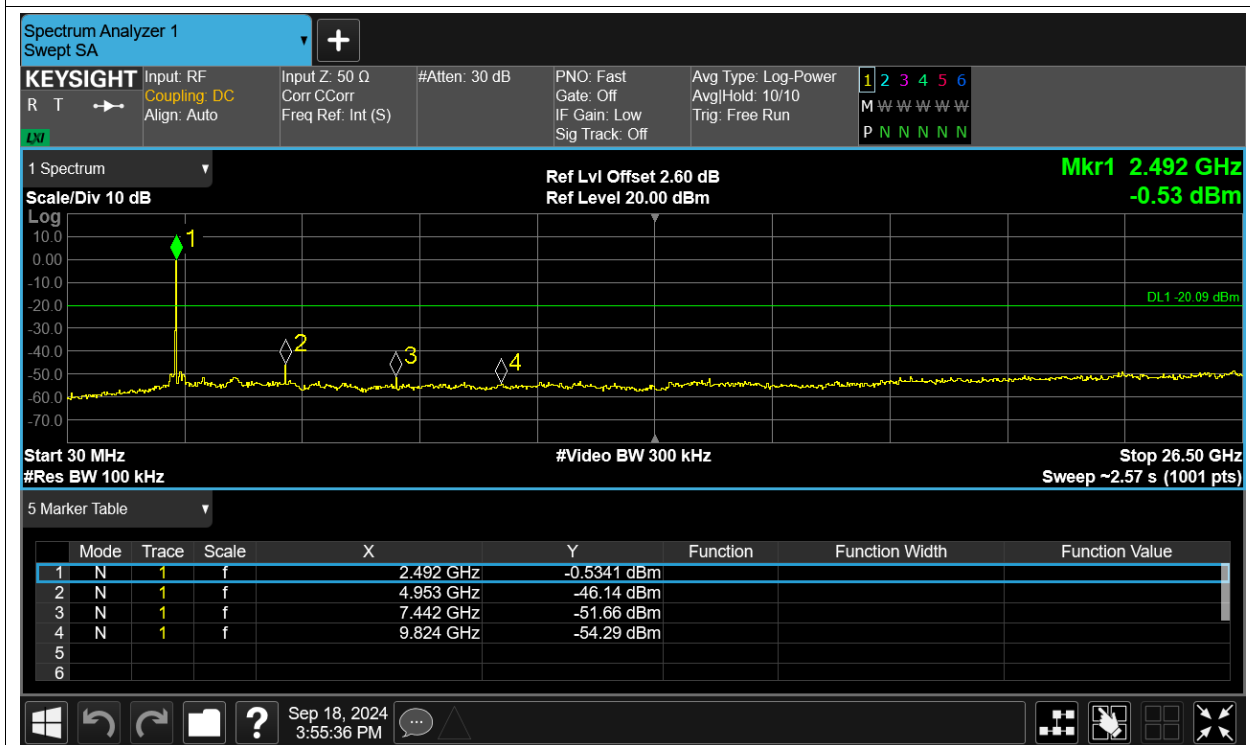 Spectrum Analyzer 1
Swept SA
KEYSIGHT Input: RF Input Z: 50 Ω #Atten: 30 dB PNO: Fast Avg Type: Log-Power 1 2 3 4 5 6
R T Coupling: DC Corr CCorr Gate: Off Avg|Hold: 10/10 M W W W W W
Align: Auto Freq Ref: Int (S) IF Gain: Low Trig: Free Run
LXI Sig Track: Off P N N N N N
1 Spectrum Ref Lvl Offset 2.60 dB Mkr1 2.492 GHz
Scale/Div 10 dB Ref Level 20.00 dBm -0.53 dBm
Log
10.0 1
0.00
-10.0
-20.0 DL1 -20.09 dBm
-30.0
-40.0 2 3 4
-50.0
-60.0
-70.0
Start 30 MHz #Video BW 300 kHz Stop 26.50 GHz
#Res BW 100 kHz Sweep ~2.57 s (1001 pts)
5 Marker Table
Mode Trace Scale X Y Function Function Width Function Value
1 N 1 f 2.492 GHz -0.5341 dBm
2 N 1 f 4.953 GHz -46.14 dBm
3 N 1 f 7.442 GHz -51.66 dBm
4 N 1 f 9.824 GHz -54.29 dBm
5
6
? Sep 18, 2024
3:55:36 PM